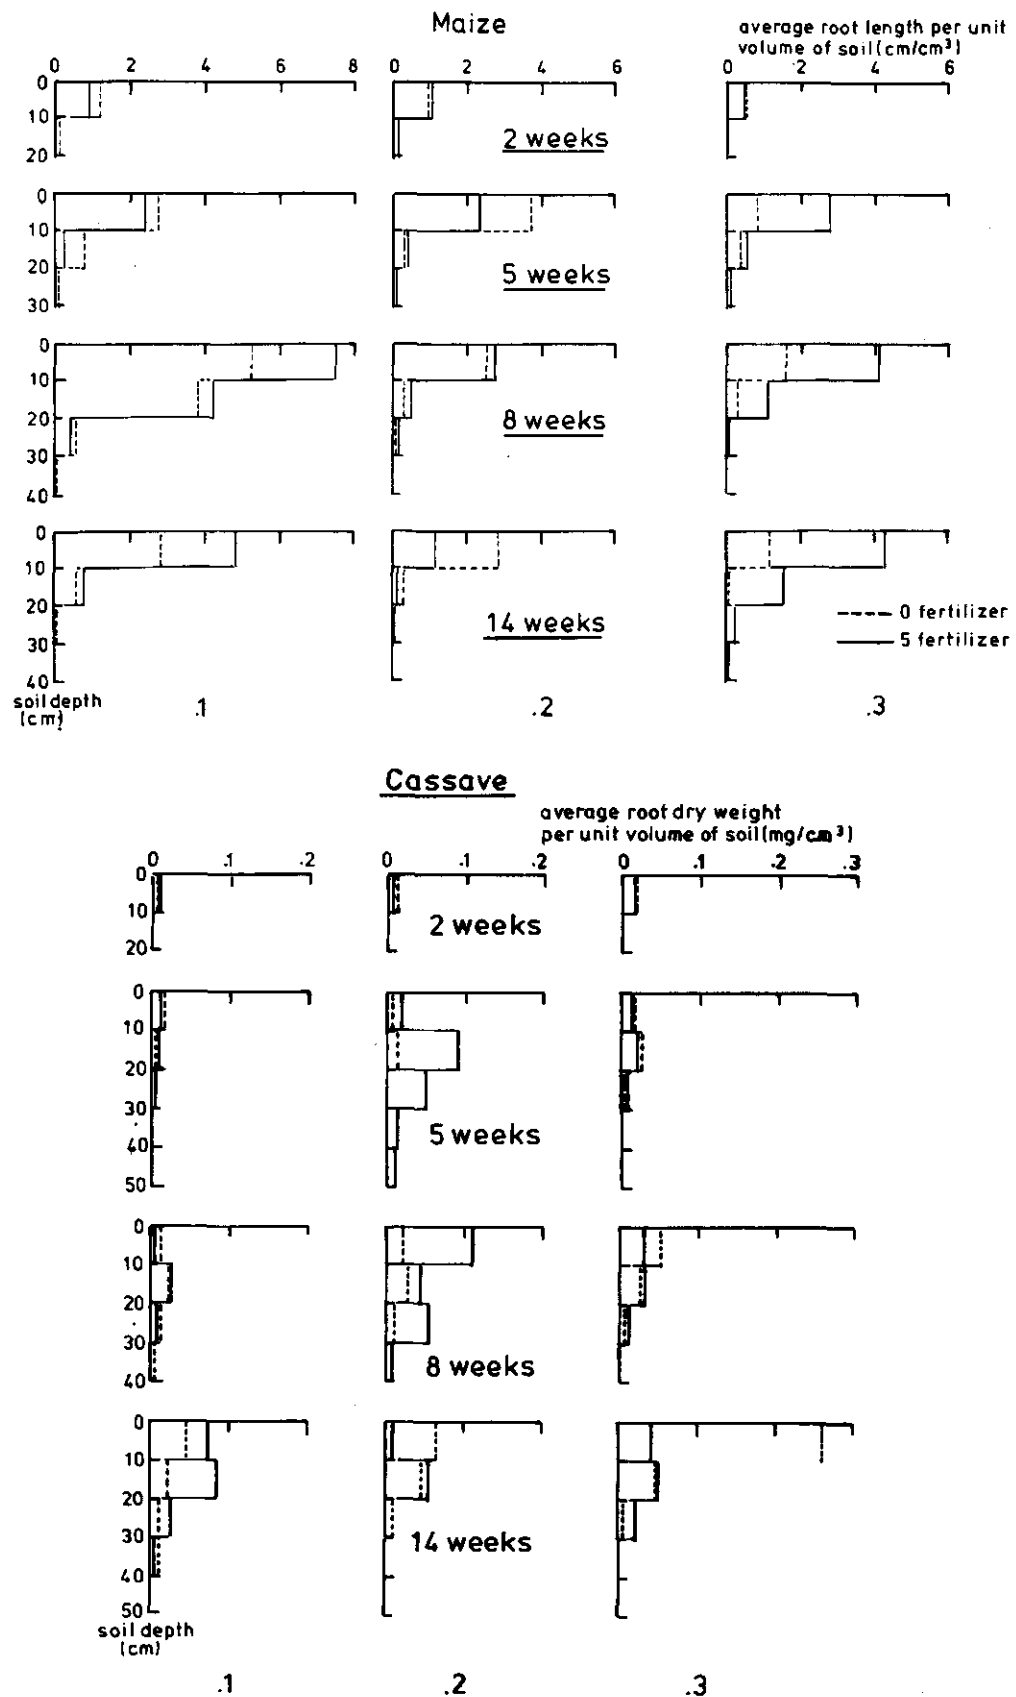 Maize
average root length per unit
volume of soil(cm/cm³)
0 2 4 6 8 0 2 4 6 0 2 4 6
0
10
20
2 weeks
0
10
20
30
5 weeks
0
10
20
30
40
8 weeks
0
10
20
30
40
14 weeks
0 fertilizer
5 fertilizer
soil depth
(cm)
.1 .2 .3
Cassave
average root dry weight
per unit volume of soil(mg/cm³)
0 .1 .2 0 .1 .2 0 .1 .2 .3
0
10
20
2 weeks
0
10
20
30
40
50
5 weeks
0
10
20
30
40
8 weeks
0
10
20
30
40
50
14 weeks
soil depth
(cm)
.1 .2 .3